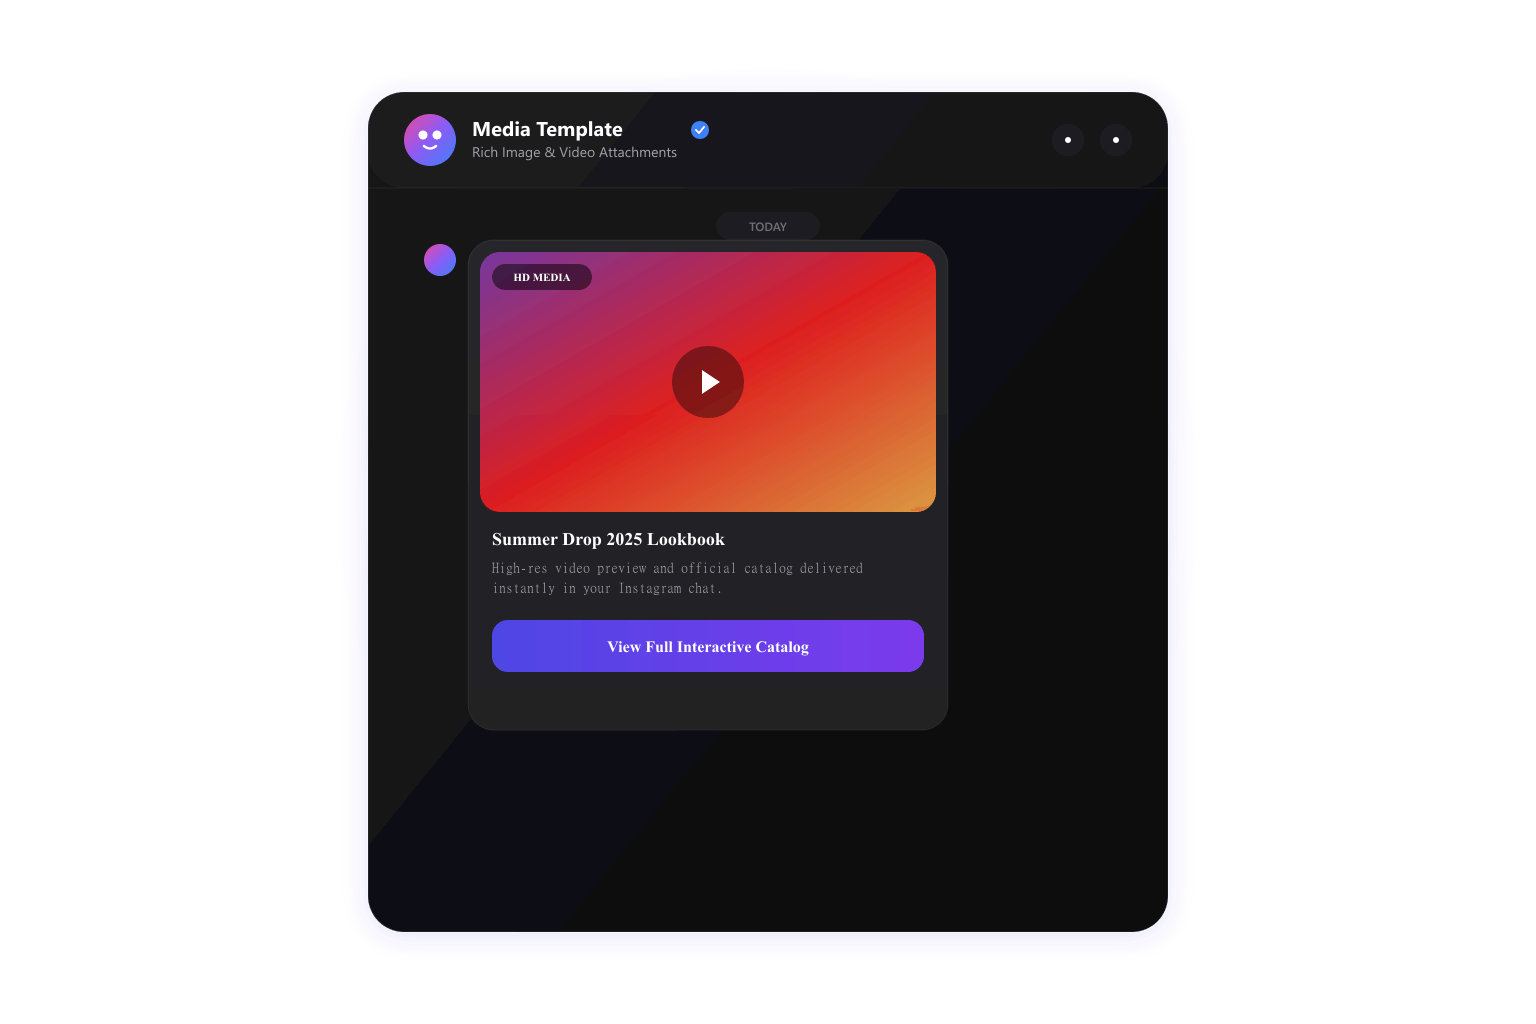 Media Template
Rich Image & Video Attachments
TODAY
HD MEDIA
Summer Drop 2025 Lookbook
High-res video preview and official catalog delivered
instantly in your Instagram chat.
View Full Interactive Catalog